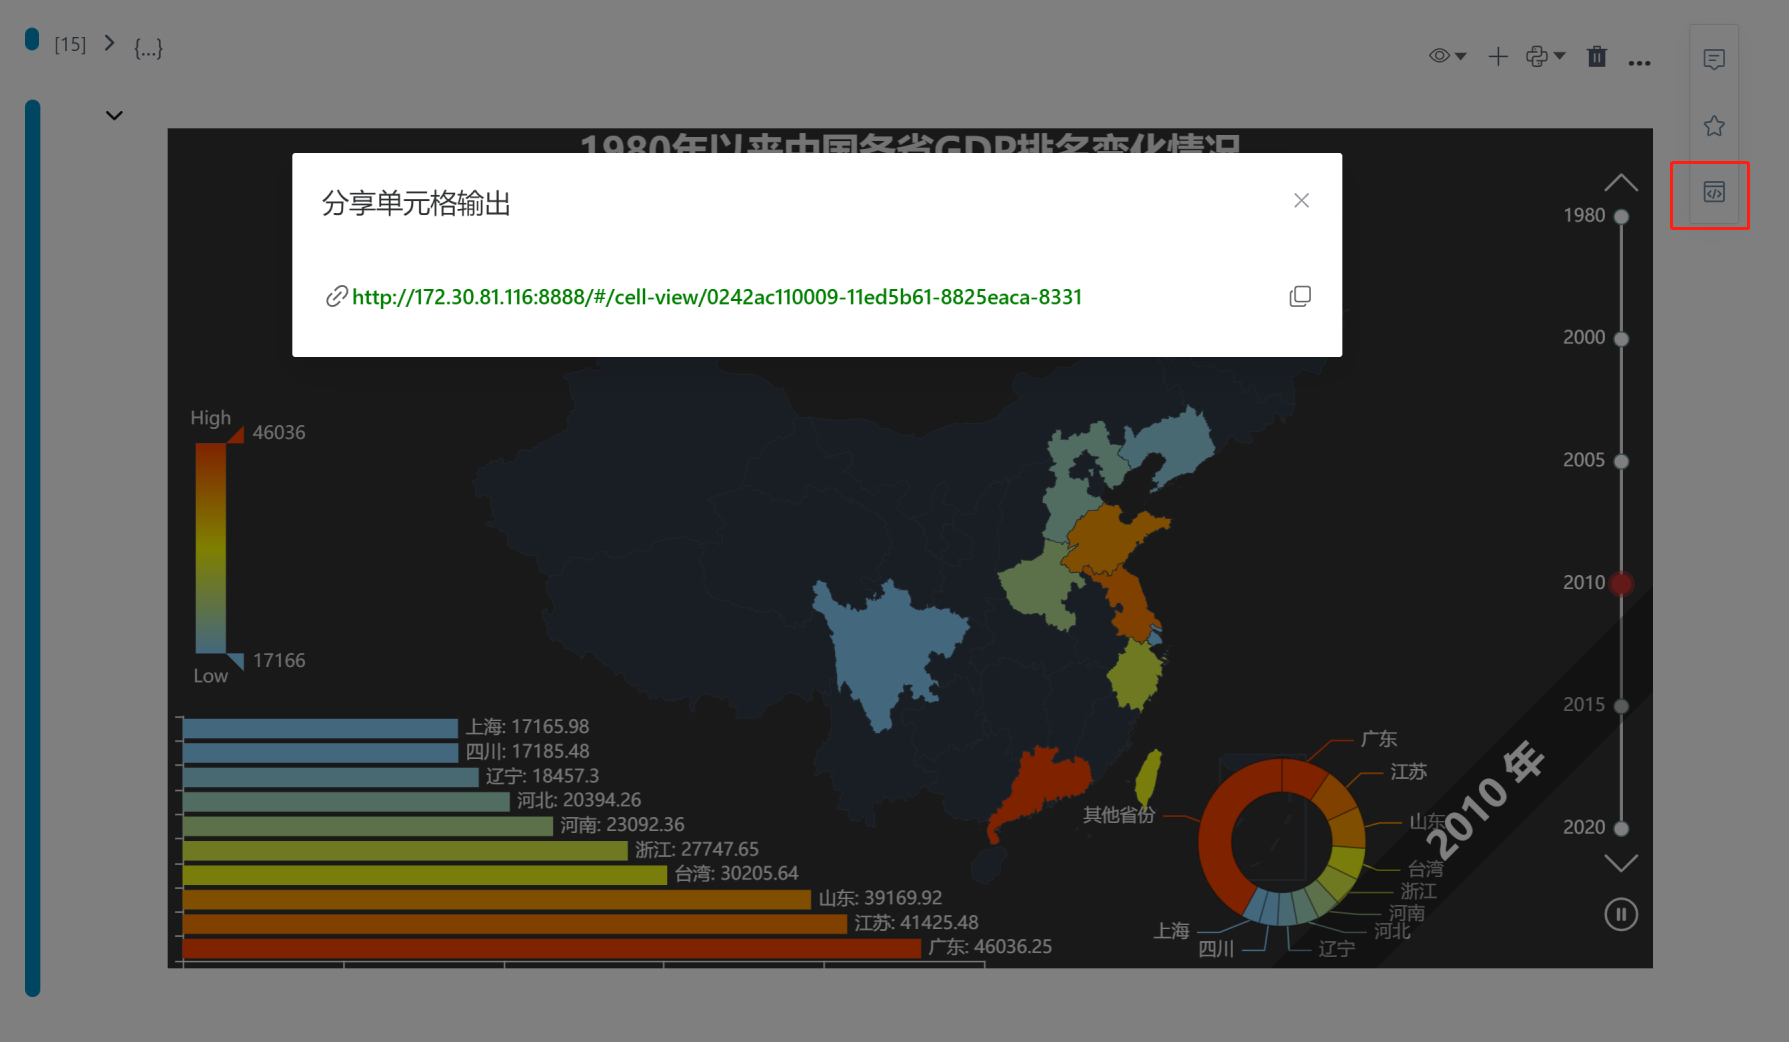 [15]
{...}
1980年以来中国各省GDP排名变化情况
分享单元格输出
http://172.30.81.116:8888/#/cell-view/0242ac110009-11ed5b61-8825eaca-8331
1980
2000
2005
2010
2015
2020
High
46036
17166
Low
上海: 17165.98
四川: 17185.48
辽宁: 18457.3
河北: 20394.26
河南: 23092.36
浙江: 27747.65
台湾: 30205.64
山东: 39169.92
江苏: 41425.48
广东: 46036.25
广东
江苏
山东
台湾
浙江
河南
河北
辽宁
四川
上海
其他省份
2010 年